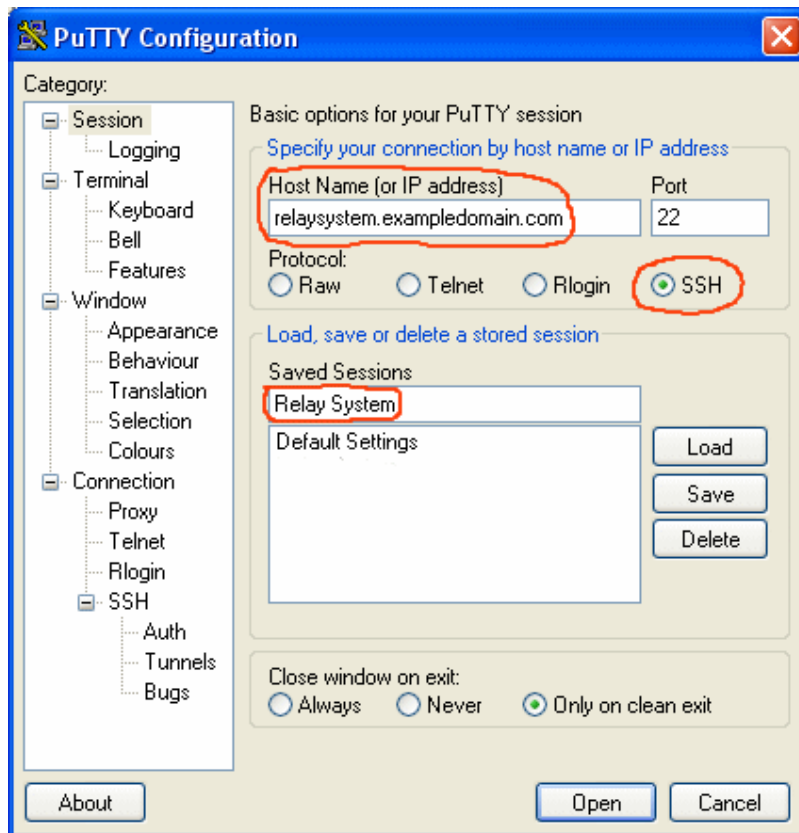 PuTTY Configuration
Category:
Session
Logging
Terminal
Keyboard
Bell
Features
Window
Appearance
Behaviour
Translation
Selection
Colours
Connection
Proxy
Telnet
Rlogin
SSH
Auth
Tunnels
Bugs
Basic options for your PuTTY session
Specify your connection by host name or IP address
Host Name (or IP address) Port
relaysystem.exampledomain.com 22
Protocol:
Raw Telnet Rlogin SSH
Load, save or delete a stored session
Saved Sessions
Relay System
Default Settings
Load
Save
Delete
Close window on exit:
Always Never Only on clean exit
About Open Cancel